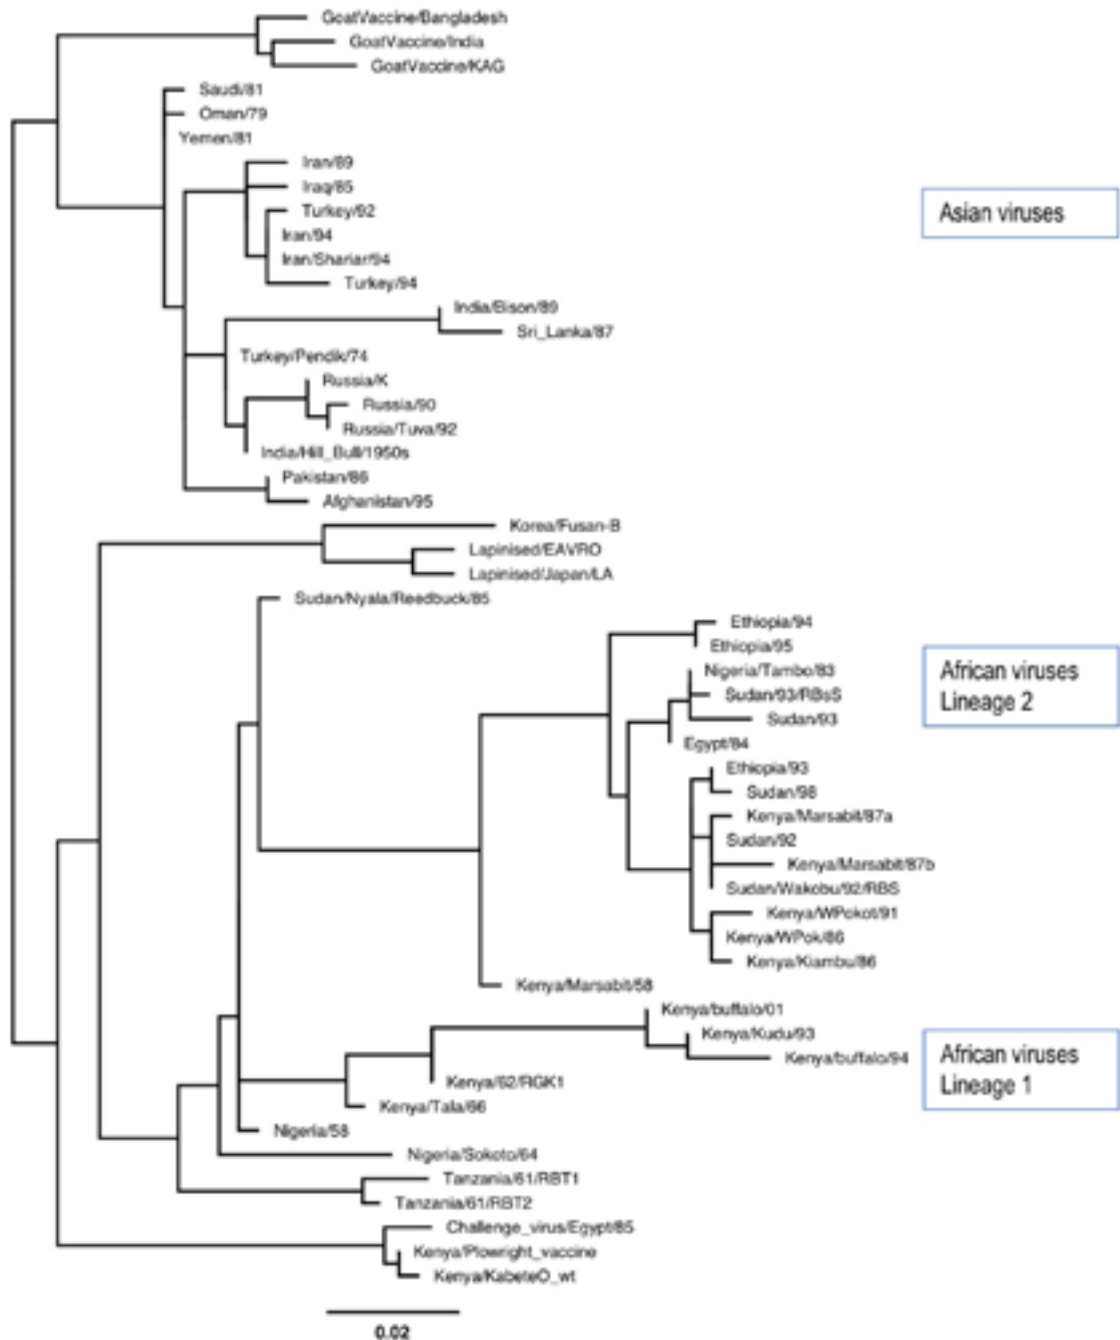 GoatVaccine/Bangladesh
GoatVaccine/India
GoatVaccine/KAG
Saudi/81
Oman/79
Yemen/81
Iran/89
Iraq/85
Turkey/92
Iran/94
Iran/Shariar/94
Turkey/94
India/Bison/89
Sri_Lanka/87
Turkey/Pendik/74
Russia/K
Russia/90
Russia/Tuva/92
India/Hill_Bull/1950s
Pakistan/86
Afghanistan/95
Asian viruses
Korea/Fusan-B
Lapinised/EAVRO
Lapinised/Japan/LA
Sudan/Nyala/Reedbuck/85
Ethiopia/94
Ethiopia/95
Nigeria/Tambo/83
Sudan/93/RBsS
Sudan/93
Egypt/84
Ethiopia/93
Sudan/98
Kenya/Marsabit/87a
Sudan/92
Kenya/Marsabit/87b
Sudan/Wakobu/92/RBS
Kenya/WPokot/91
Kenya/WPok/86
Kenya/Kiambu/86
Kenya/Marsabit/58
African viruses
Lineage 2
Kenya/buffalo/01
Kenya/Kudu/93
Kenya/buffalo/94
Kenya/62/RGK1
Kenya/Tala/66
Nigeria/58
Nigeria/Sokoto/64
Tanzania/61/RBT1
Tanzania/61/RBT2
African viruses
Lineage 1
Challenge_virus/Egypt/85
Kenya/Plowright_vaccine
Kenya/KabeteO_wt
0.02